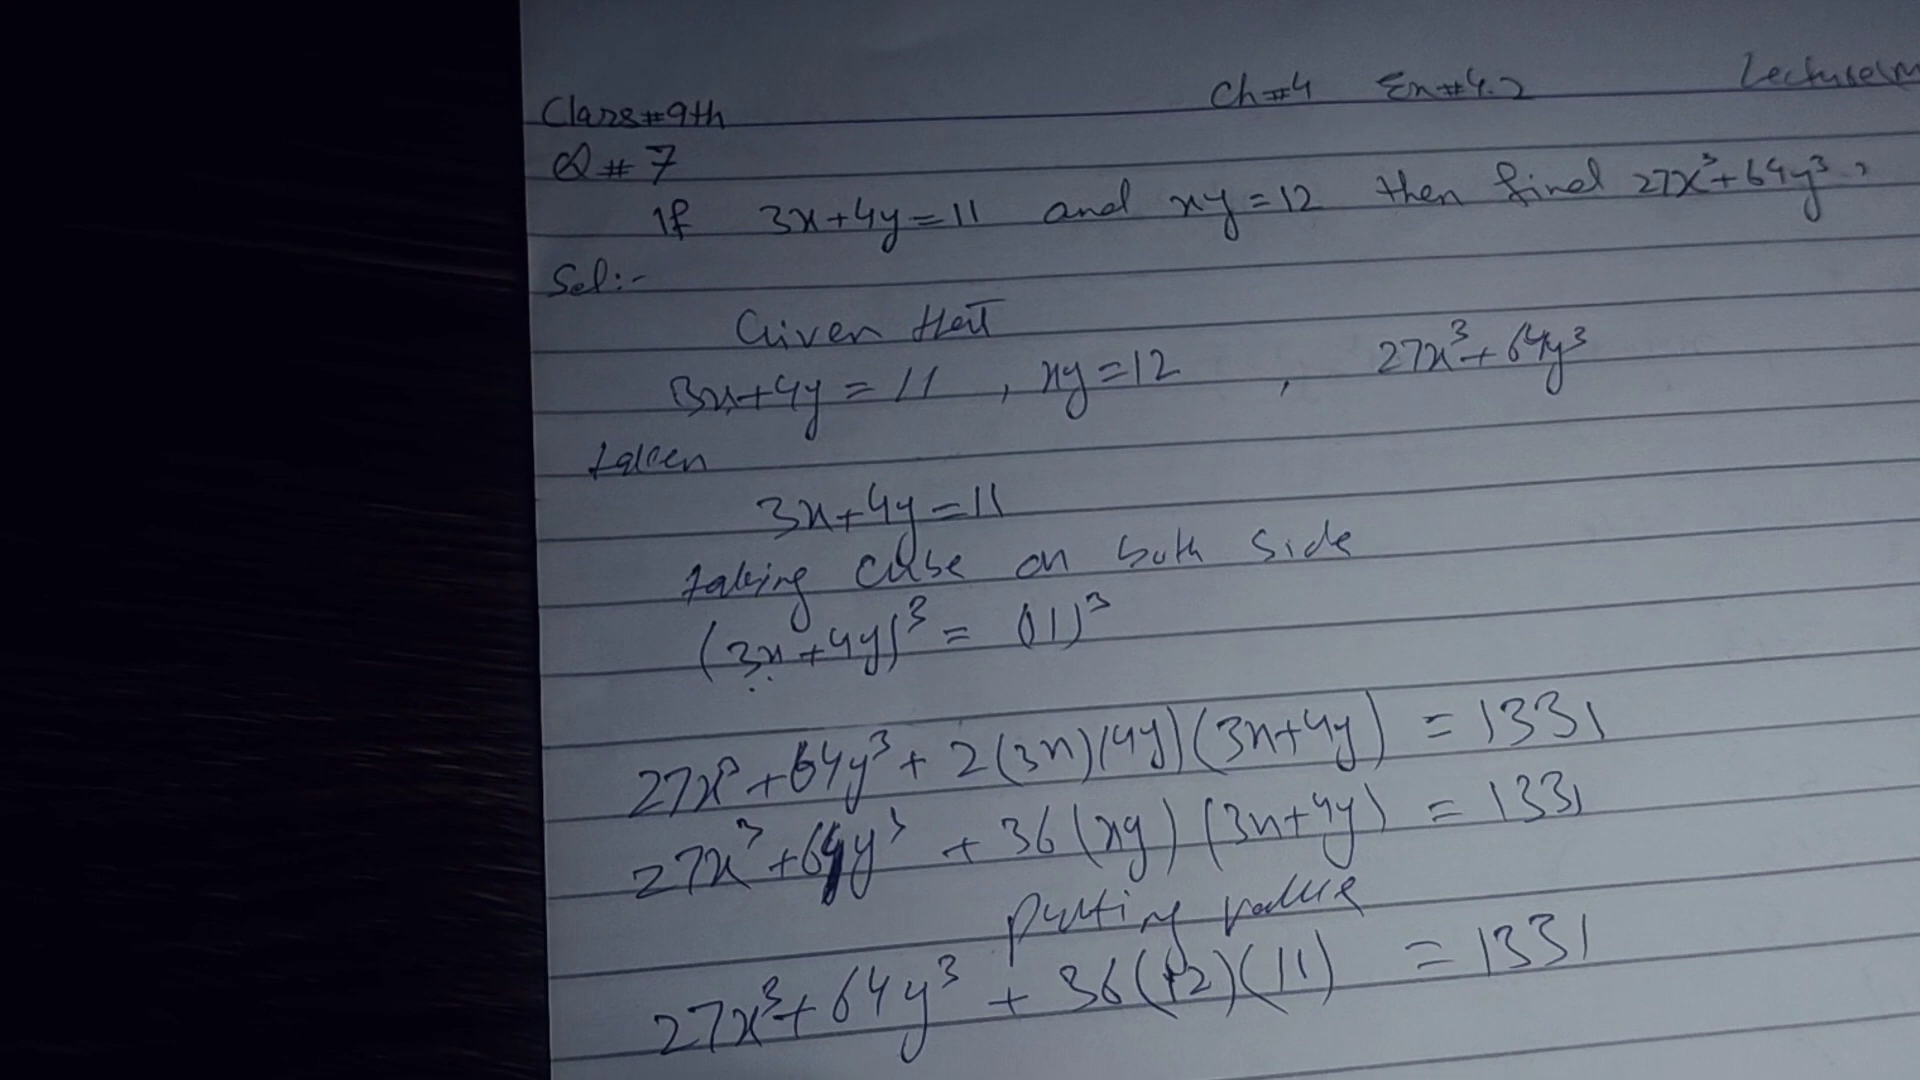 Class#9th Ch#4 Ex#4.2
Q#7
If 3x+4y=11 and xy=12 then find 27x³+64y³?
Sol:-
Given that
3x+4y=11 , xy=12 , 27x³+64y³
taken
3x+4y=11
taking cube on both side
(3x+4y)³ = (11)³
27x³+64y³+2(3x)(4y)(3x+4y) = 1331
27x³+64y³ + 36(xy)(3x+4y) = 1331
putting value
27x³+64y³ + 36(12)(11) = 1331